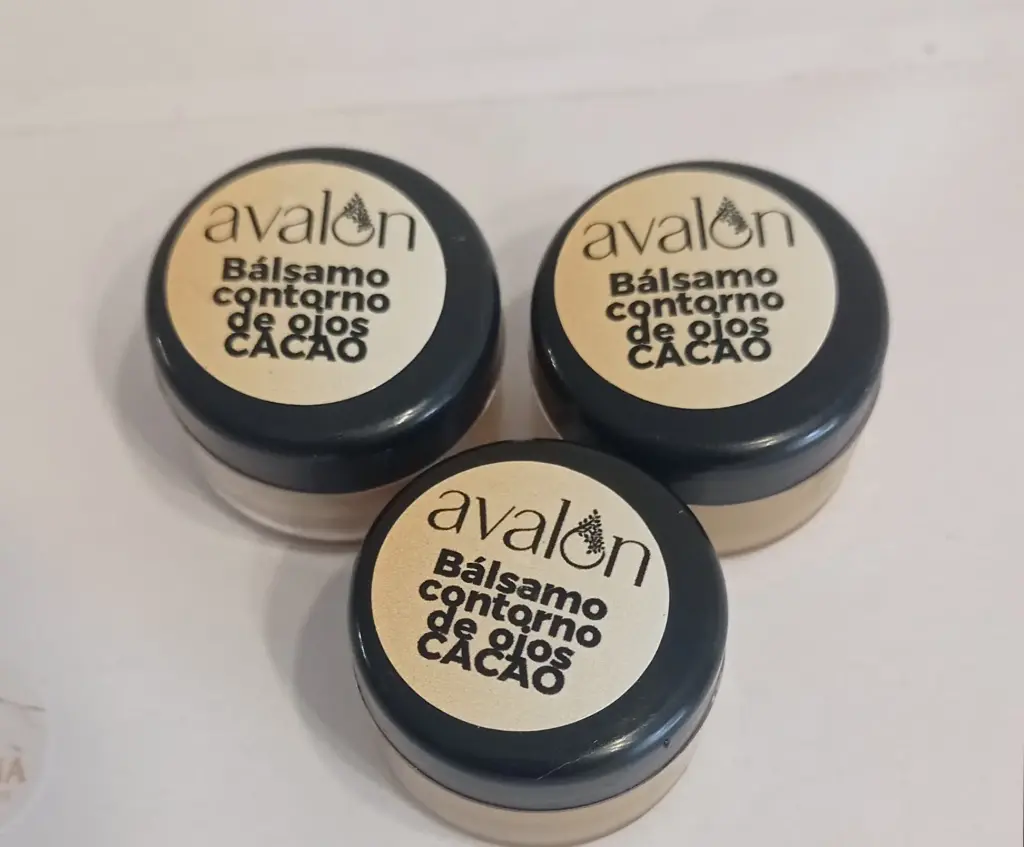 avalon
Bálsamo
contorno
de ojos
CACAO
avalon
Bálsamo
contorno
de ojos
CACAO
avalon
Bálsamo
contorno
de ojos
CACAO